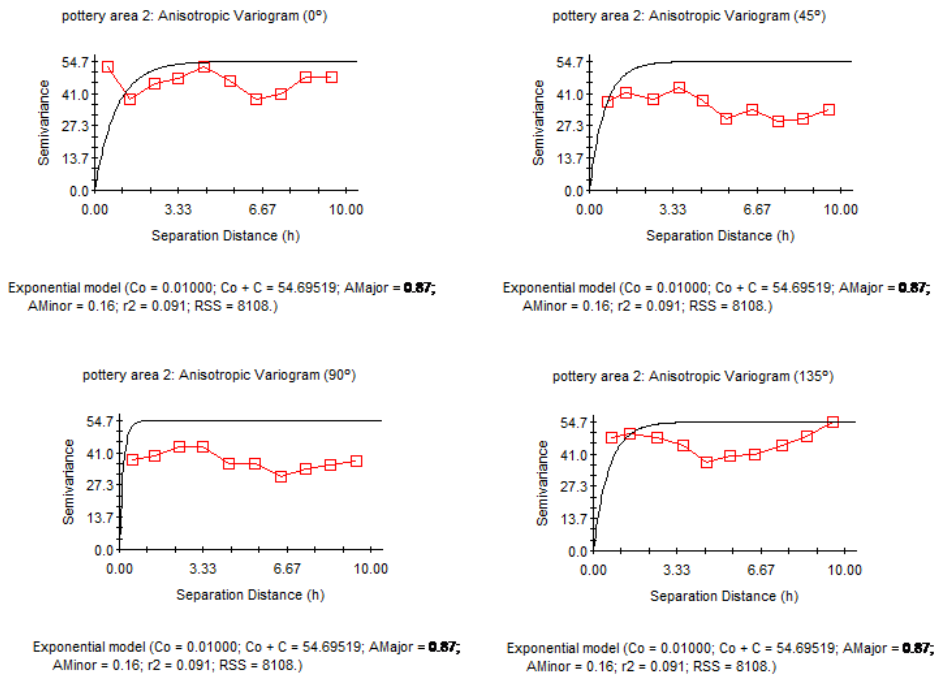 pottery area 2: Anisotropic Variogram (0º)
54.7
41.0
27.3
13.7
0.0
Semivariance
0.00 3.33 6.67 10.00
Separation Distance (h)
Exponential model (Co = 0.01000; Co + C = 54.69519; AMajor = 0.87;
AMinor = 0.16; r2 = 0.091; RSS = 8108.)
pottery area 2: Anisotropic Variogram (45º)
54.7
41.0
27.3
13.7
0.0
Semivariance
0.00 3.33 6.67 10.00
Separation Distance (h)
Exponential model (Co = 0.01000; Co + C = 54.69519; AMajor = 0.87;
AMinor = 0.16; r2 = 0.091; RSS = 8108.)
pottery area 2: Anisotropic Variogram (90º)
54.7
41.0
27.3
13.7
0.0
Semivariance
0.00 3.33 6.67 10.00
Separation Distance (h)
Exponential model (Co = 0.01000; Co + C = 54.69519; AMajor = 0.87;
AMinor = 0.16; r2 = 0.091; RSS = 8108.)
pottery area 2: Anisotropic Variogram (135º)
54.7
41.0
27.3
13.7
0.0
Semivariance
0.00 3.33 6.67 10.00
Separation Distance (h)
Exponential model (Co = 0.01000; Co + C = 54.69519; AMajor = 0.87;
AMinor = 0.16; r2 = 0.091; RSS = 8108.)